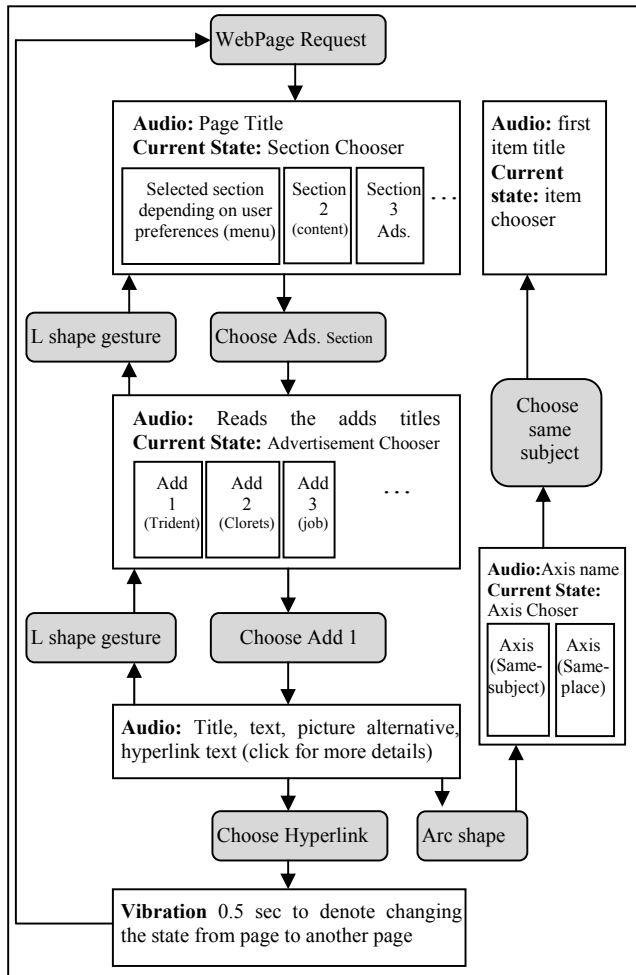 WebPage Request
Audio: Page Title
Current State: Section Chooser
Selected section
depending on user
preferences (menu)
Section
2
(content)
Section
3
Ads.
. . .
Audio: first
item title
Current
state: item
chooser
L shape gesture
Choose Ads. Section
Choose
same
subject
Audio: Reads the adds titles
Current State: Advertisement Chooser
Add
1
(Trident)
Add
2
(Clorets)
Add
3
(job)
. . .
Audio:Axis name
Current State:
Axis Choser
Axis
(Same-
subject)
Axis
(Same-
place)
L shape gesture
Choose Add 1
Audio: Title, text, picture alternative,
hyperlink text (click for more details)
Choose Hyperlink
Arc shape
Vibration 0.5 sec to denote changing
the state from page to another page